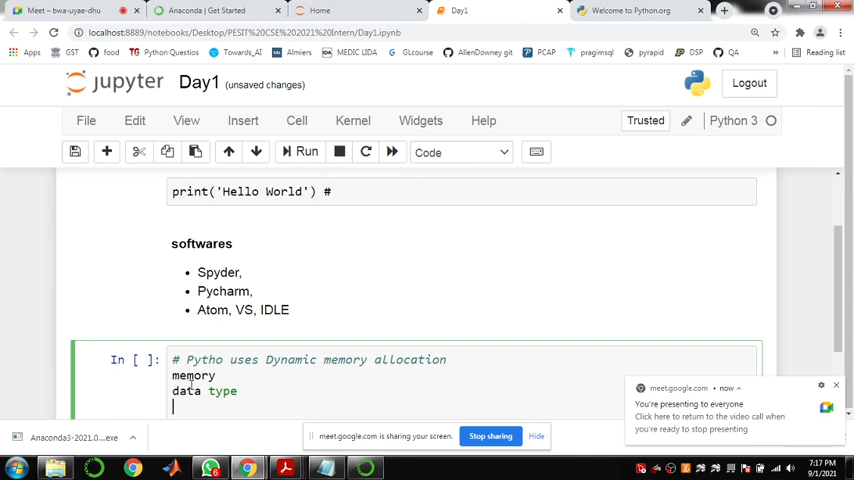 Meet – bwa-uyae-dhu
Anaconda | Get Started
Home
Day1
Welcome to Python.org
localhost:8889/notebooks/Desktop/PESIT%20CSE%202021%20Intern/Day1.ipynb
Apps GST food Python Questions Towards_AI AImiers MEDIC LIDA GLcourse AllenDowney git PCAP pragimsql pyrapid DSP QA Reading list
jupyter Day1 (unsaved changes) Logout
File Edit View Insert Cell Kernel Widgets Help Trusted Python 3
Run Code
print('Hello World') #
softwares
Spyder,
Pycharm,
Atom, VS, IDLE
In [ ]: # Pytho uses Dynamic memory allocation
memory
data type
meet.google.com • now
You're presenting to everyone
Click here to return to the video call when
you're ready to stop presenting
Anaconda3-2021.0....exe
meet.google.com is sharing your screen. Stop sharing Hide
7:17 PM
9/1/2021